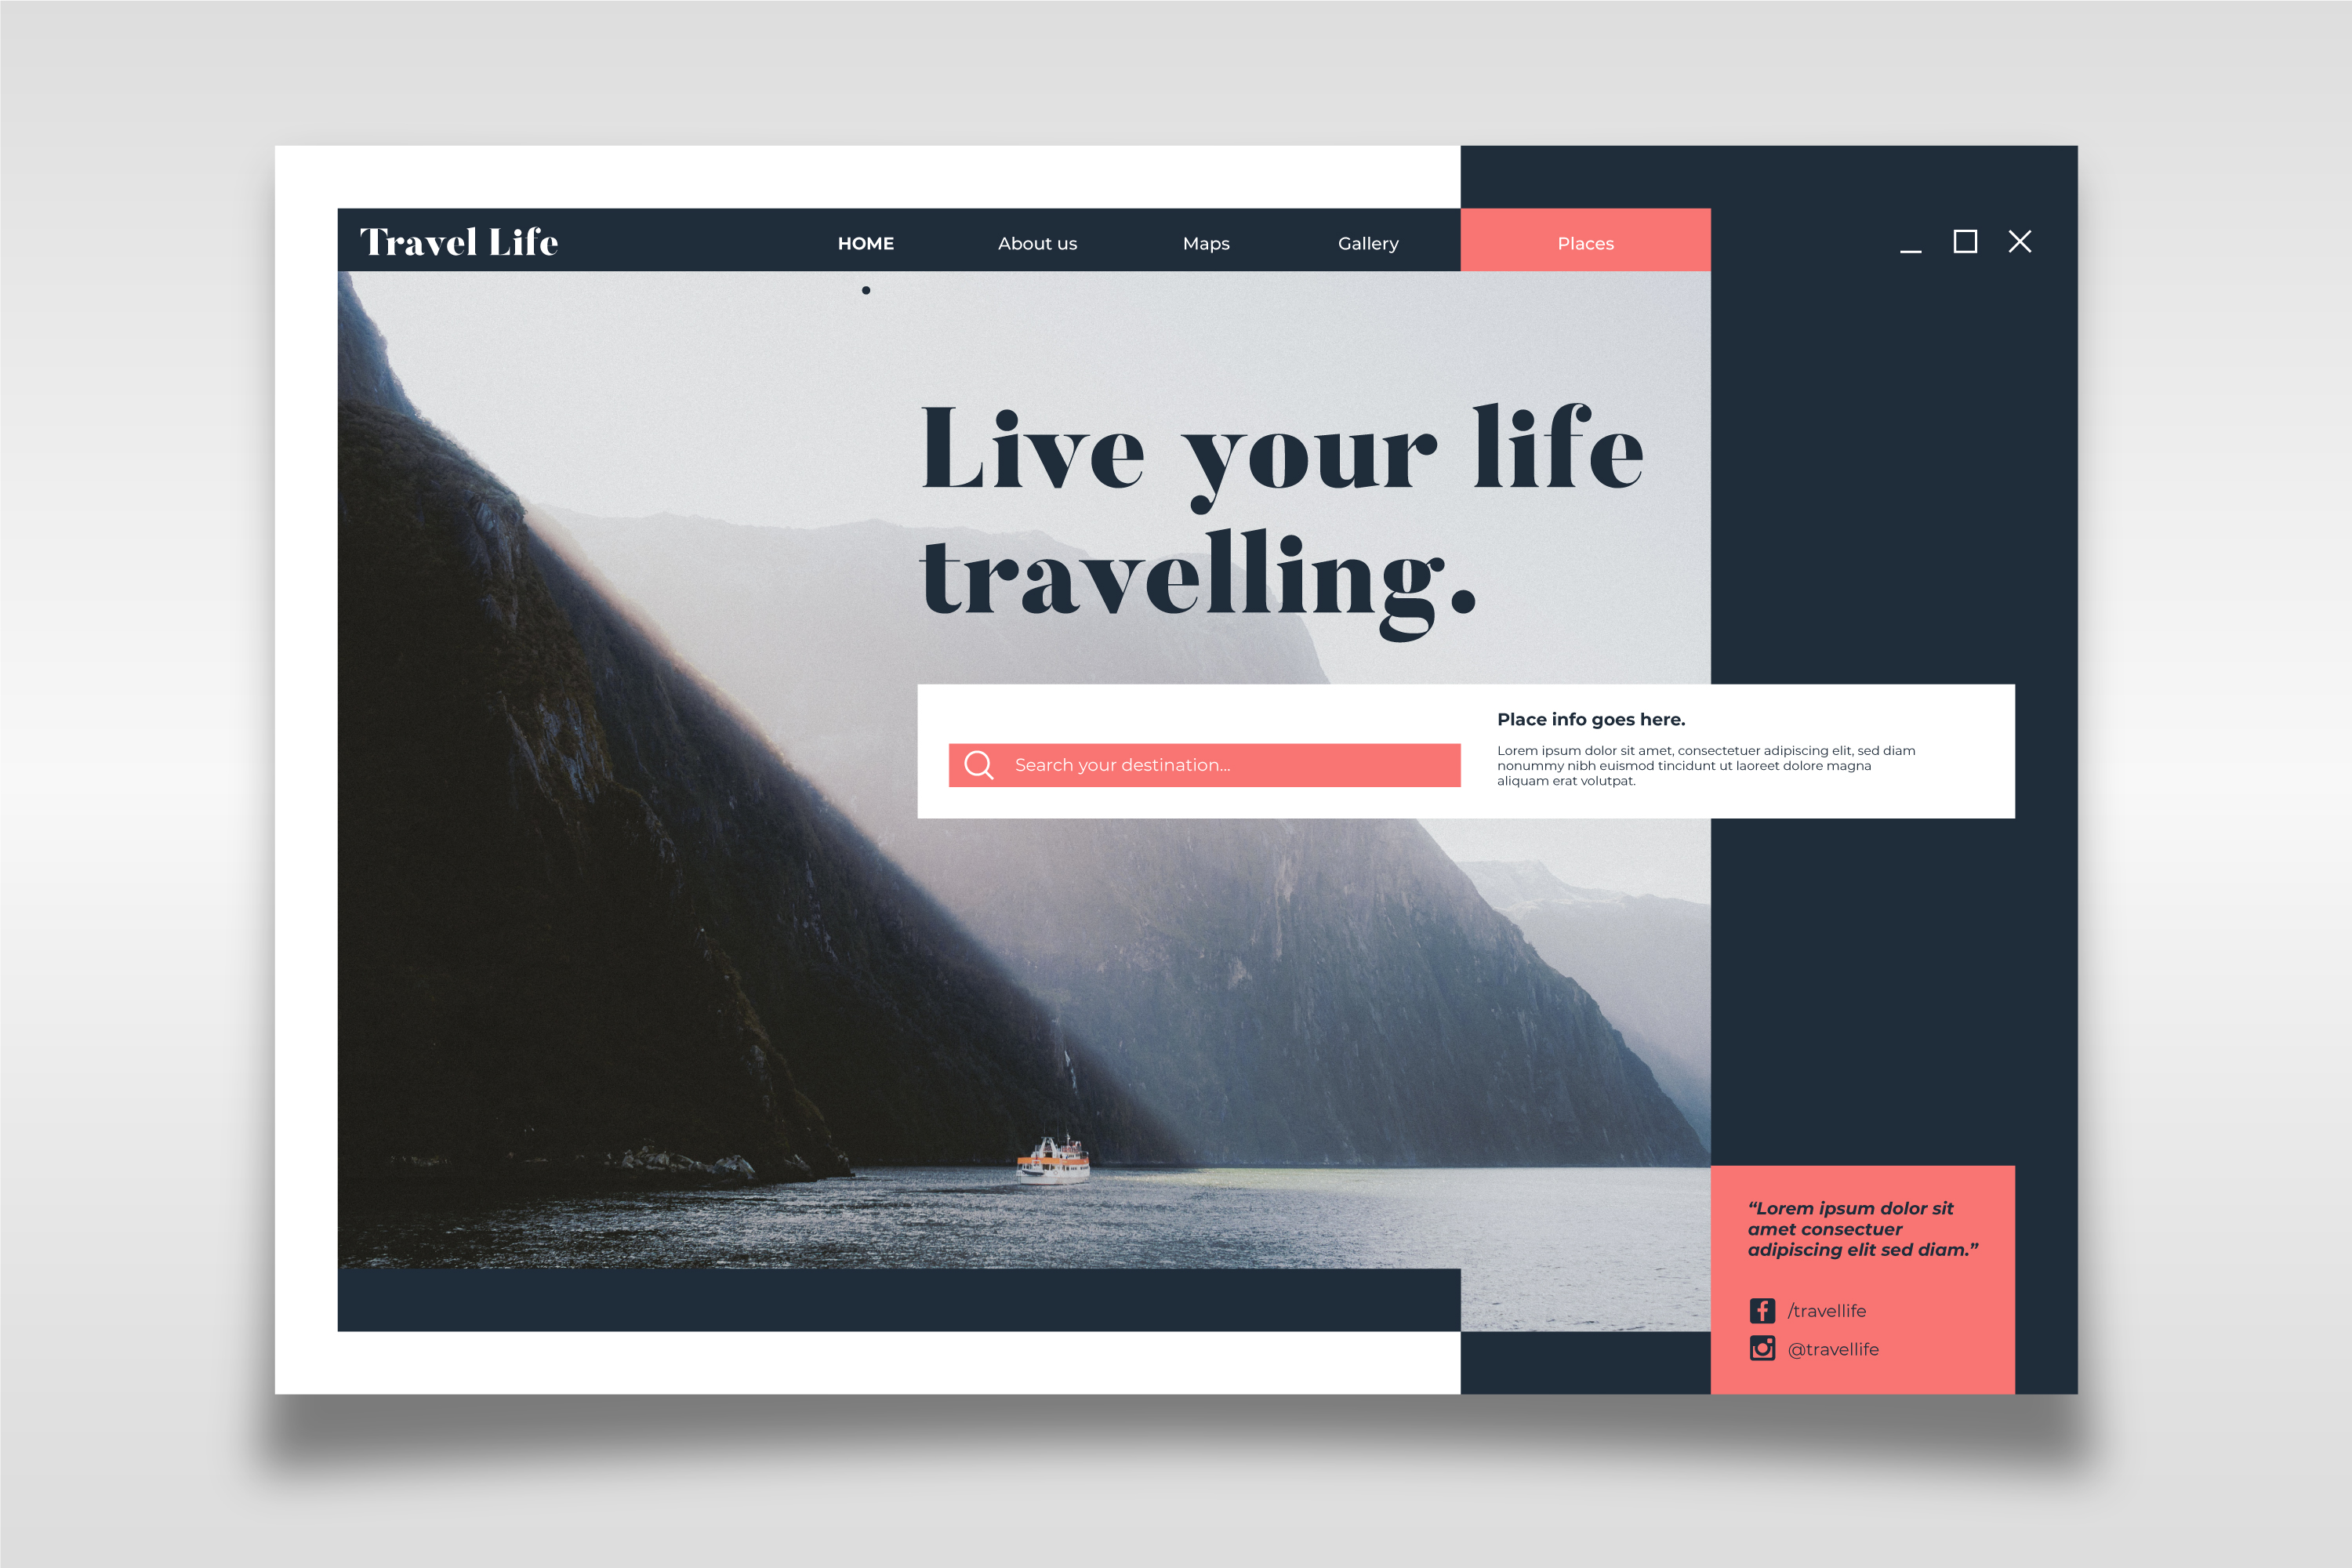 Travel Life
HOME
About us
Maps
Gallery
Places
Live your life
travelling.
Search your destination...
Place info goes here.
Lorem ipsum dolor sit amet, consectetuer adipiscing elit, sed diam
nonummy nibh euismod tincidunt ut laoreet dolore magna
aliquam erat volutpat.
“Lorem ipsum dolor sit
amet consectuer
adipiscing elit sed diam.”
/travellife
@travellife